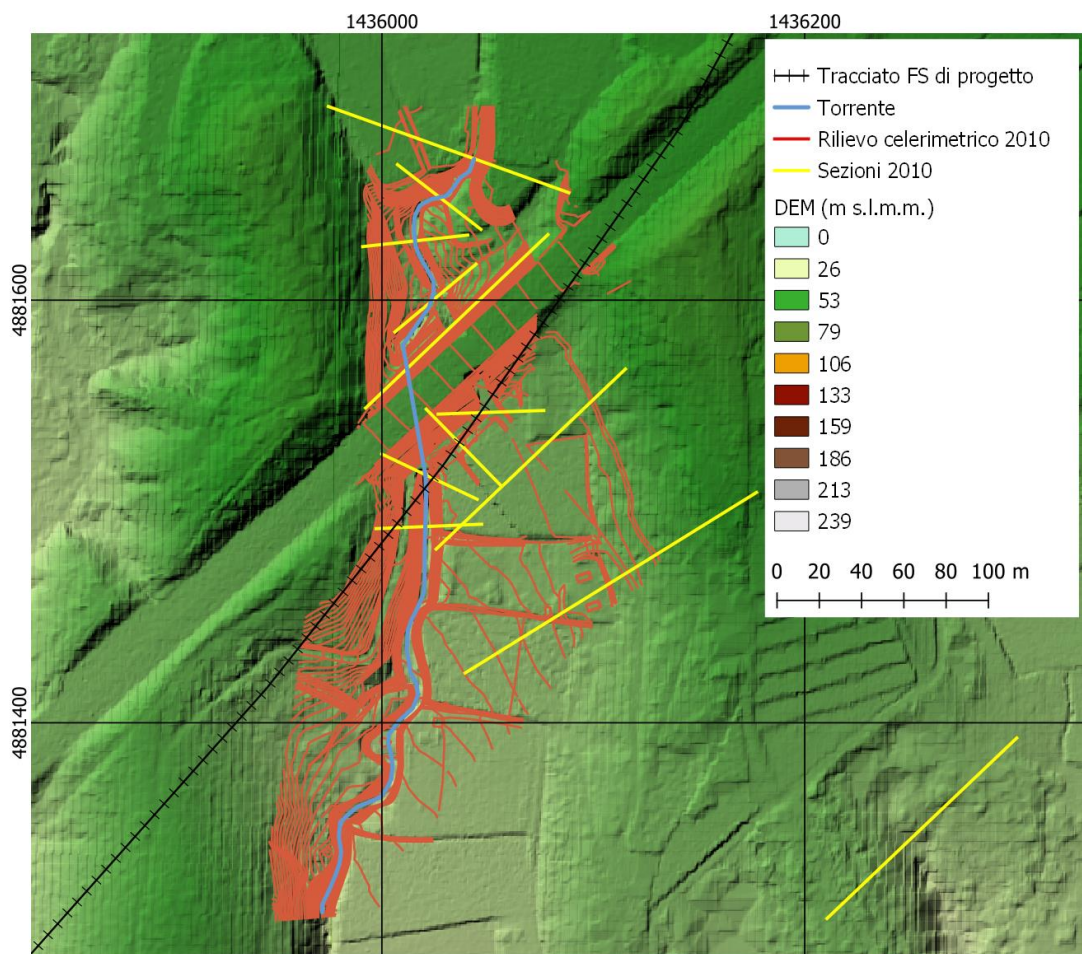 1436000
1436200
Tracciato FS di progetto
Torrente
Rilievo celerimetrico 2010
Sezioni 2010
DEM (m s.l.m.m.)
0
26
53
79
106
133
159
186
213
239
0 20 40 60 80 100 m
4881600
4881400